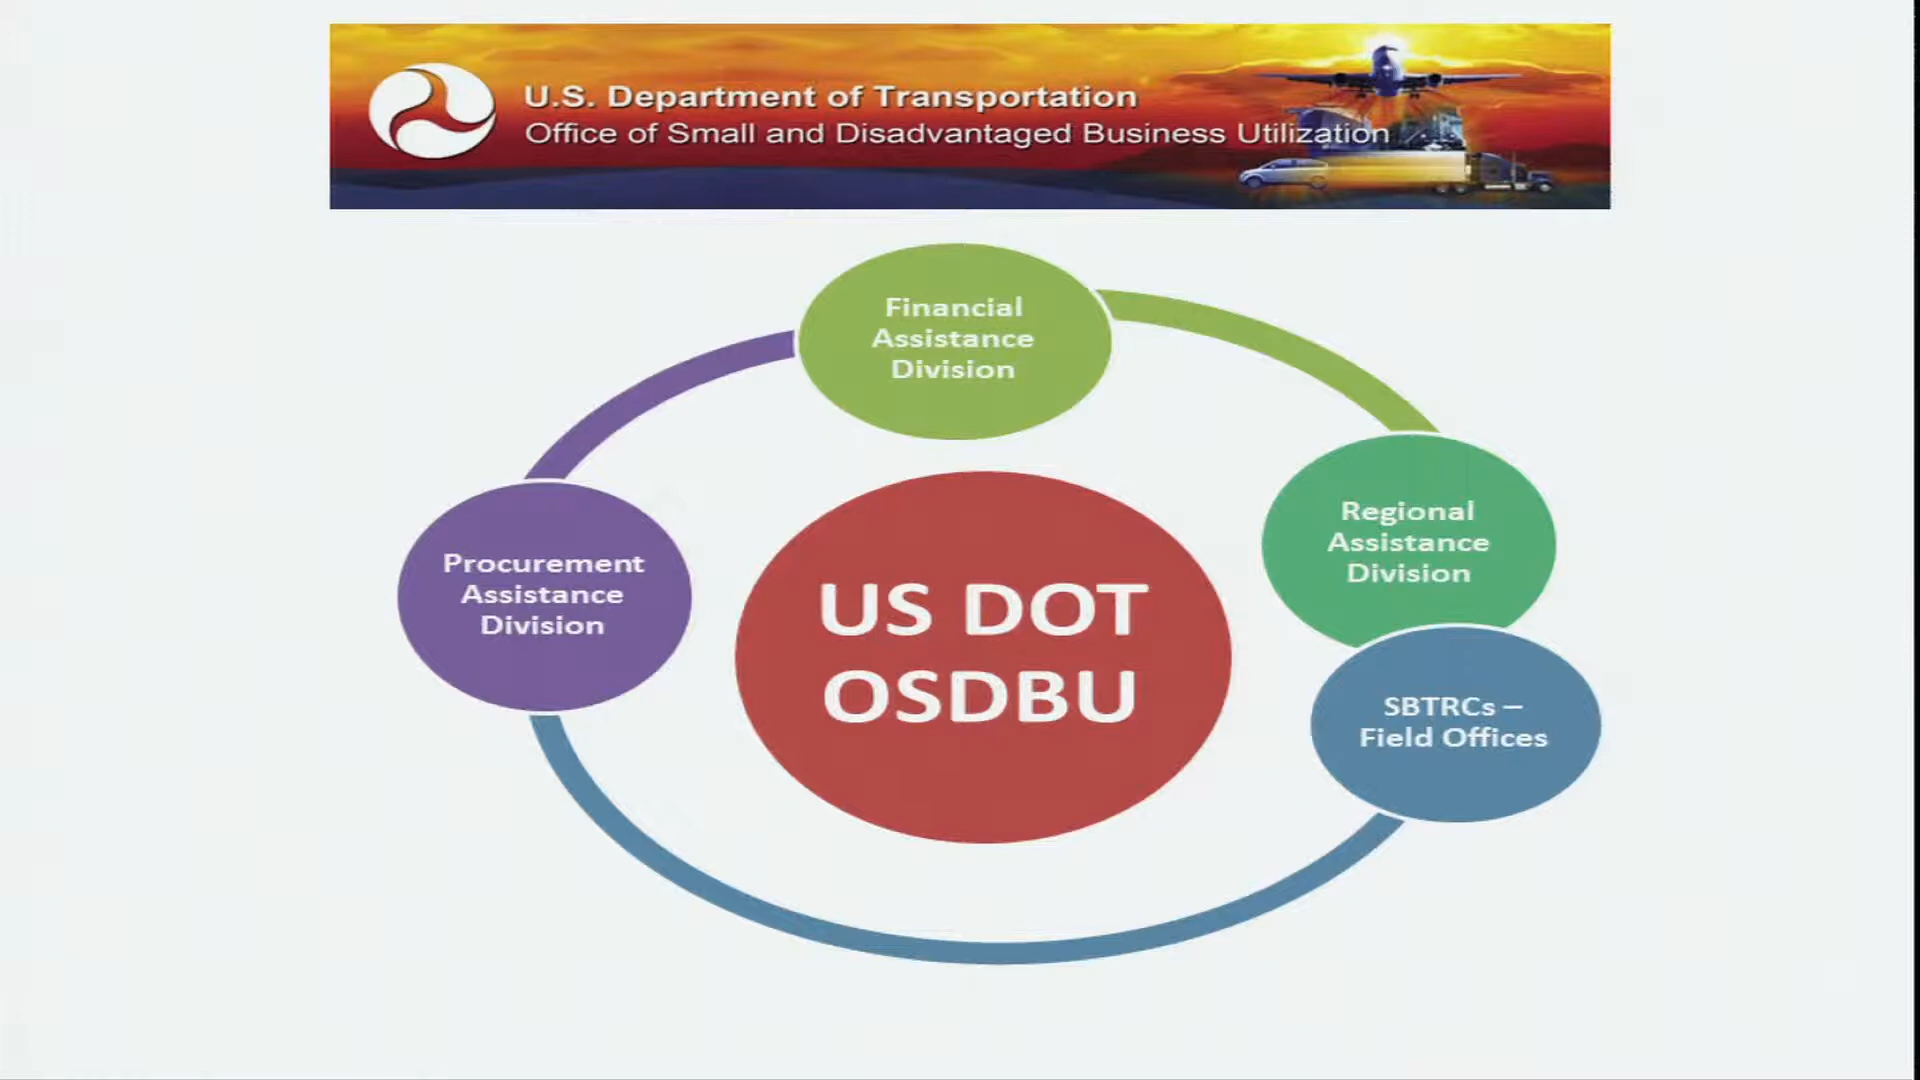 U.S. Department of Transportation
Office of Small and Disadvantaged Business Utilization
Financial
Assistance
Division
Regional
Assistance
Division
Procurement
Assistance
Division
US DOT
OSDBU
SBTRCs –
Field Offices